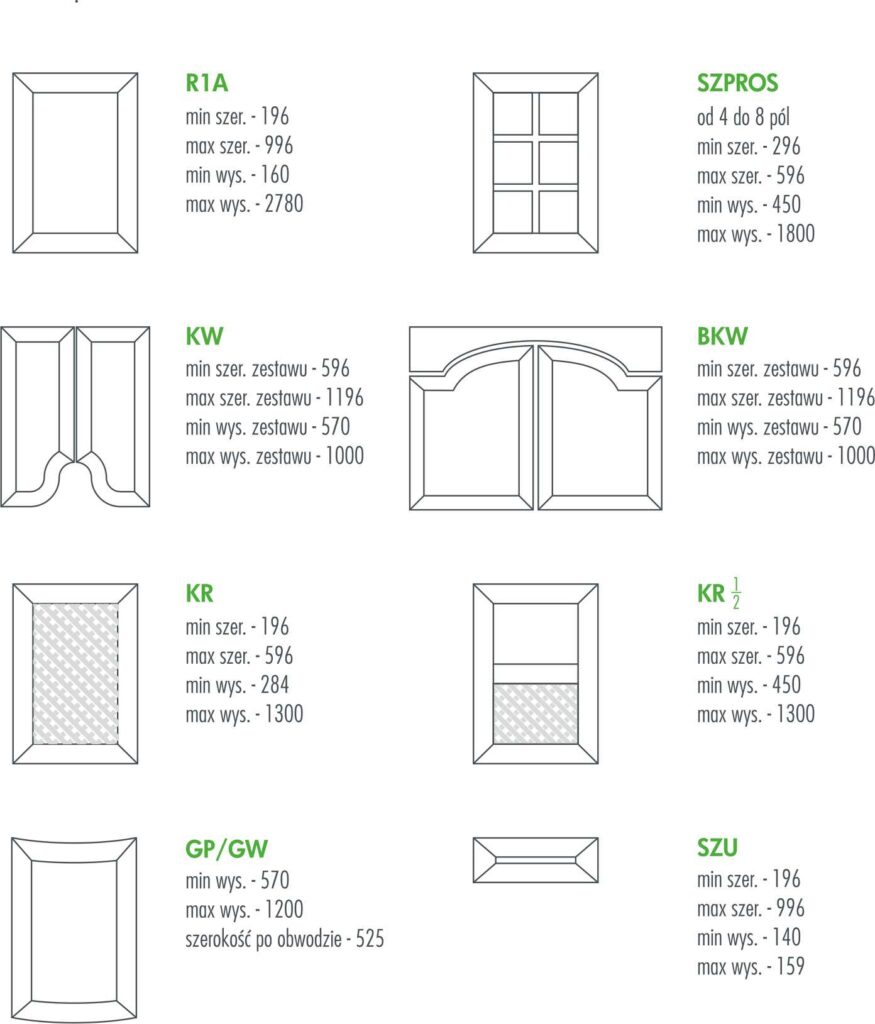 R1A
min szer. - 196
max szer. - 996
min wys. - 160
max wys. - 2780
SZPROS
od 4 do 8 pól
min szer. - 296
max szer. - 596
min wys. - 450
max wys. - 1800
KW
min szer. zestawu - 596
max szer. zestawu - 1196
min wys. zestawu - 570
max wys. zestawu - 1000
BKW
min szer. zestawu - 596
max szer. zestawu - 1196
min wys. zestawu - 570
max wys. zestawu - 1000
KR
min szer. - 196
max szer. - 596
min wys. - 284
max wys. - 1300
KR 1/2
min szer. - 196
max szer. - 596
min wys. - 450
max wys. - 1300
GP/GW
min wys. - 570
max wys. - 1200
szerokość po obwodzie - 525
SZU
min szer. - 196
max szer. - 996
min wys. - 140
max wys. - 159